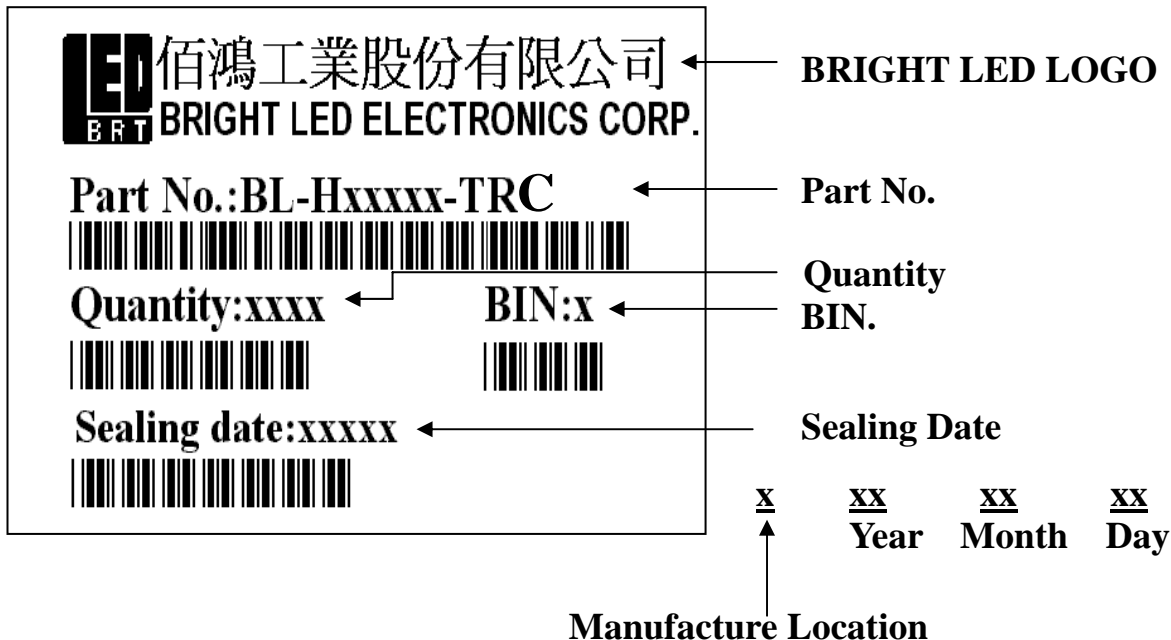 LED 佰鴻工業股份有限公司
BRT BRIGHT LED ELECTRONICS CORP.
BRIGHT LED LOGO
Part No.:BL-Hxxxxx-TRC
Part No.
Quantity:xxxx
BIN:x
Quantity
BIN.
Sealing date:xxxxx
Sealing Date
x xx xx xx
Year Month Day
Manufacture Location